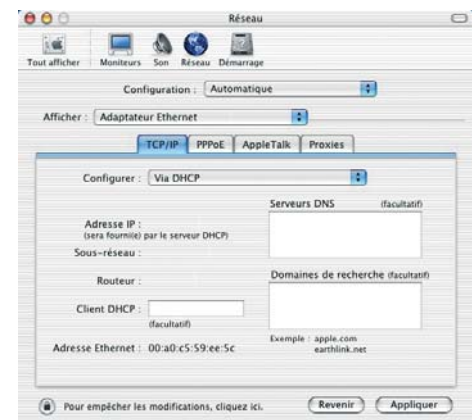 Réseau
Tout afficher Moniteurs Son Réseau Démarrage
Configuration : Automatique
Afficher : Adaptateur Ethernet
TCP/IP PPPoE AppleTalk Proxies
Configurer : Via DHCP
Serveurs DNS (facultatif)
Adresse IP :
(sera fourni(e) par le serveur DHCP)
Sous-réseau :
Routeur :
Domaines de recherche (facultatif)
Client DHCP :
(facultatif)
Exemple : apple.com
earthlink.net
Adresse Ethernet : 00:a0:c5:59:ee:5c
Pour empêcher les modifications, cliquez ici.
Revenir Appliquer